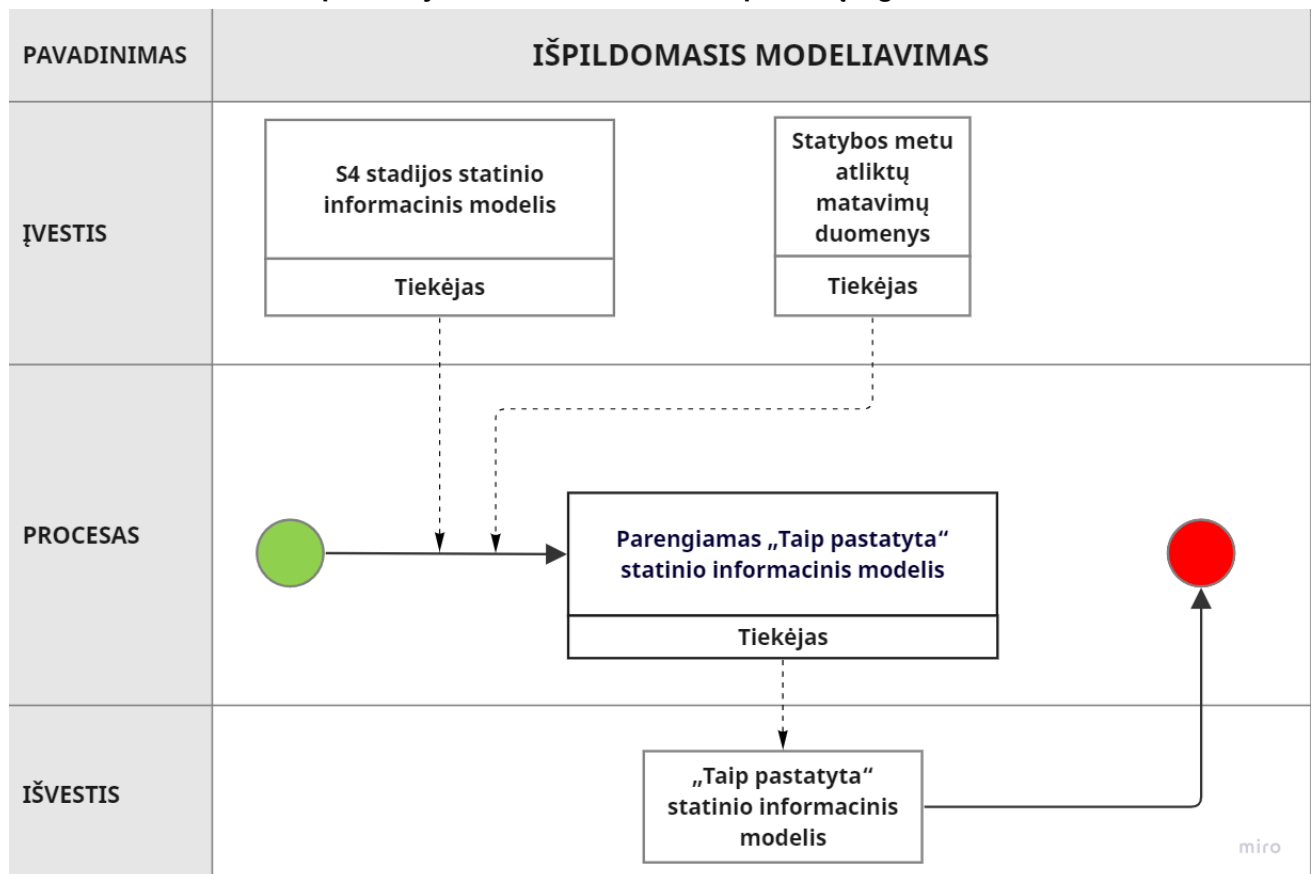 PAVADINIMAS
IŠPILDOMASIS MODELIAVIMAS
ĮVESTIS
S4 stadijos statinio
informacinis modelis
Tiekėjas
Statybos metu
atliktų
matavimų
duomenys
Tiekėjas
PROCESAS
Parengiamas „Taip pastatyta“
statinio informacinis modelis
Tiekėjas
IŠVESTIS
„Taip pastatyta“
statinio informacinis
modelis
miro